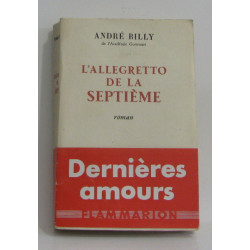 ANDRÉ BILLY
de l'Académie Goncourt
L'ALLEGRETTO
DE LA
SEPTIÈME
roman
Dernières
amours
FLAMMARION